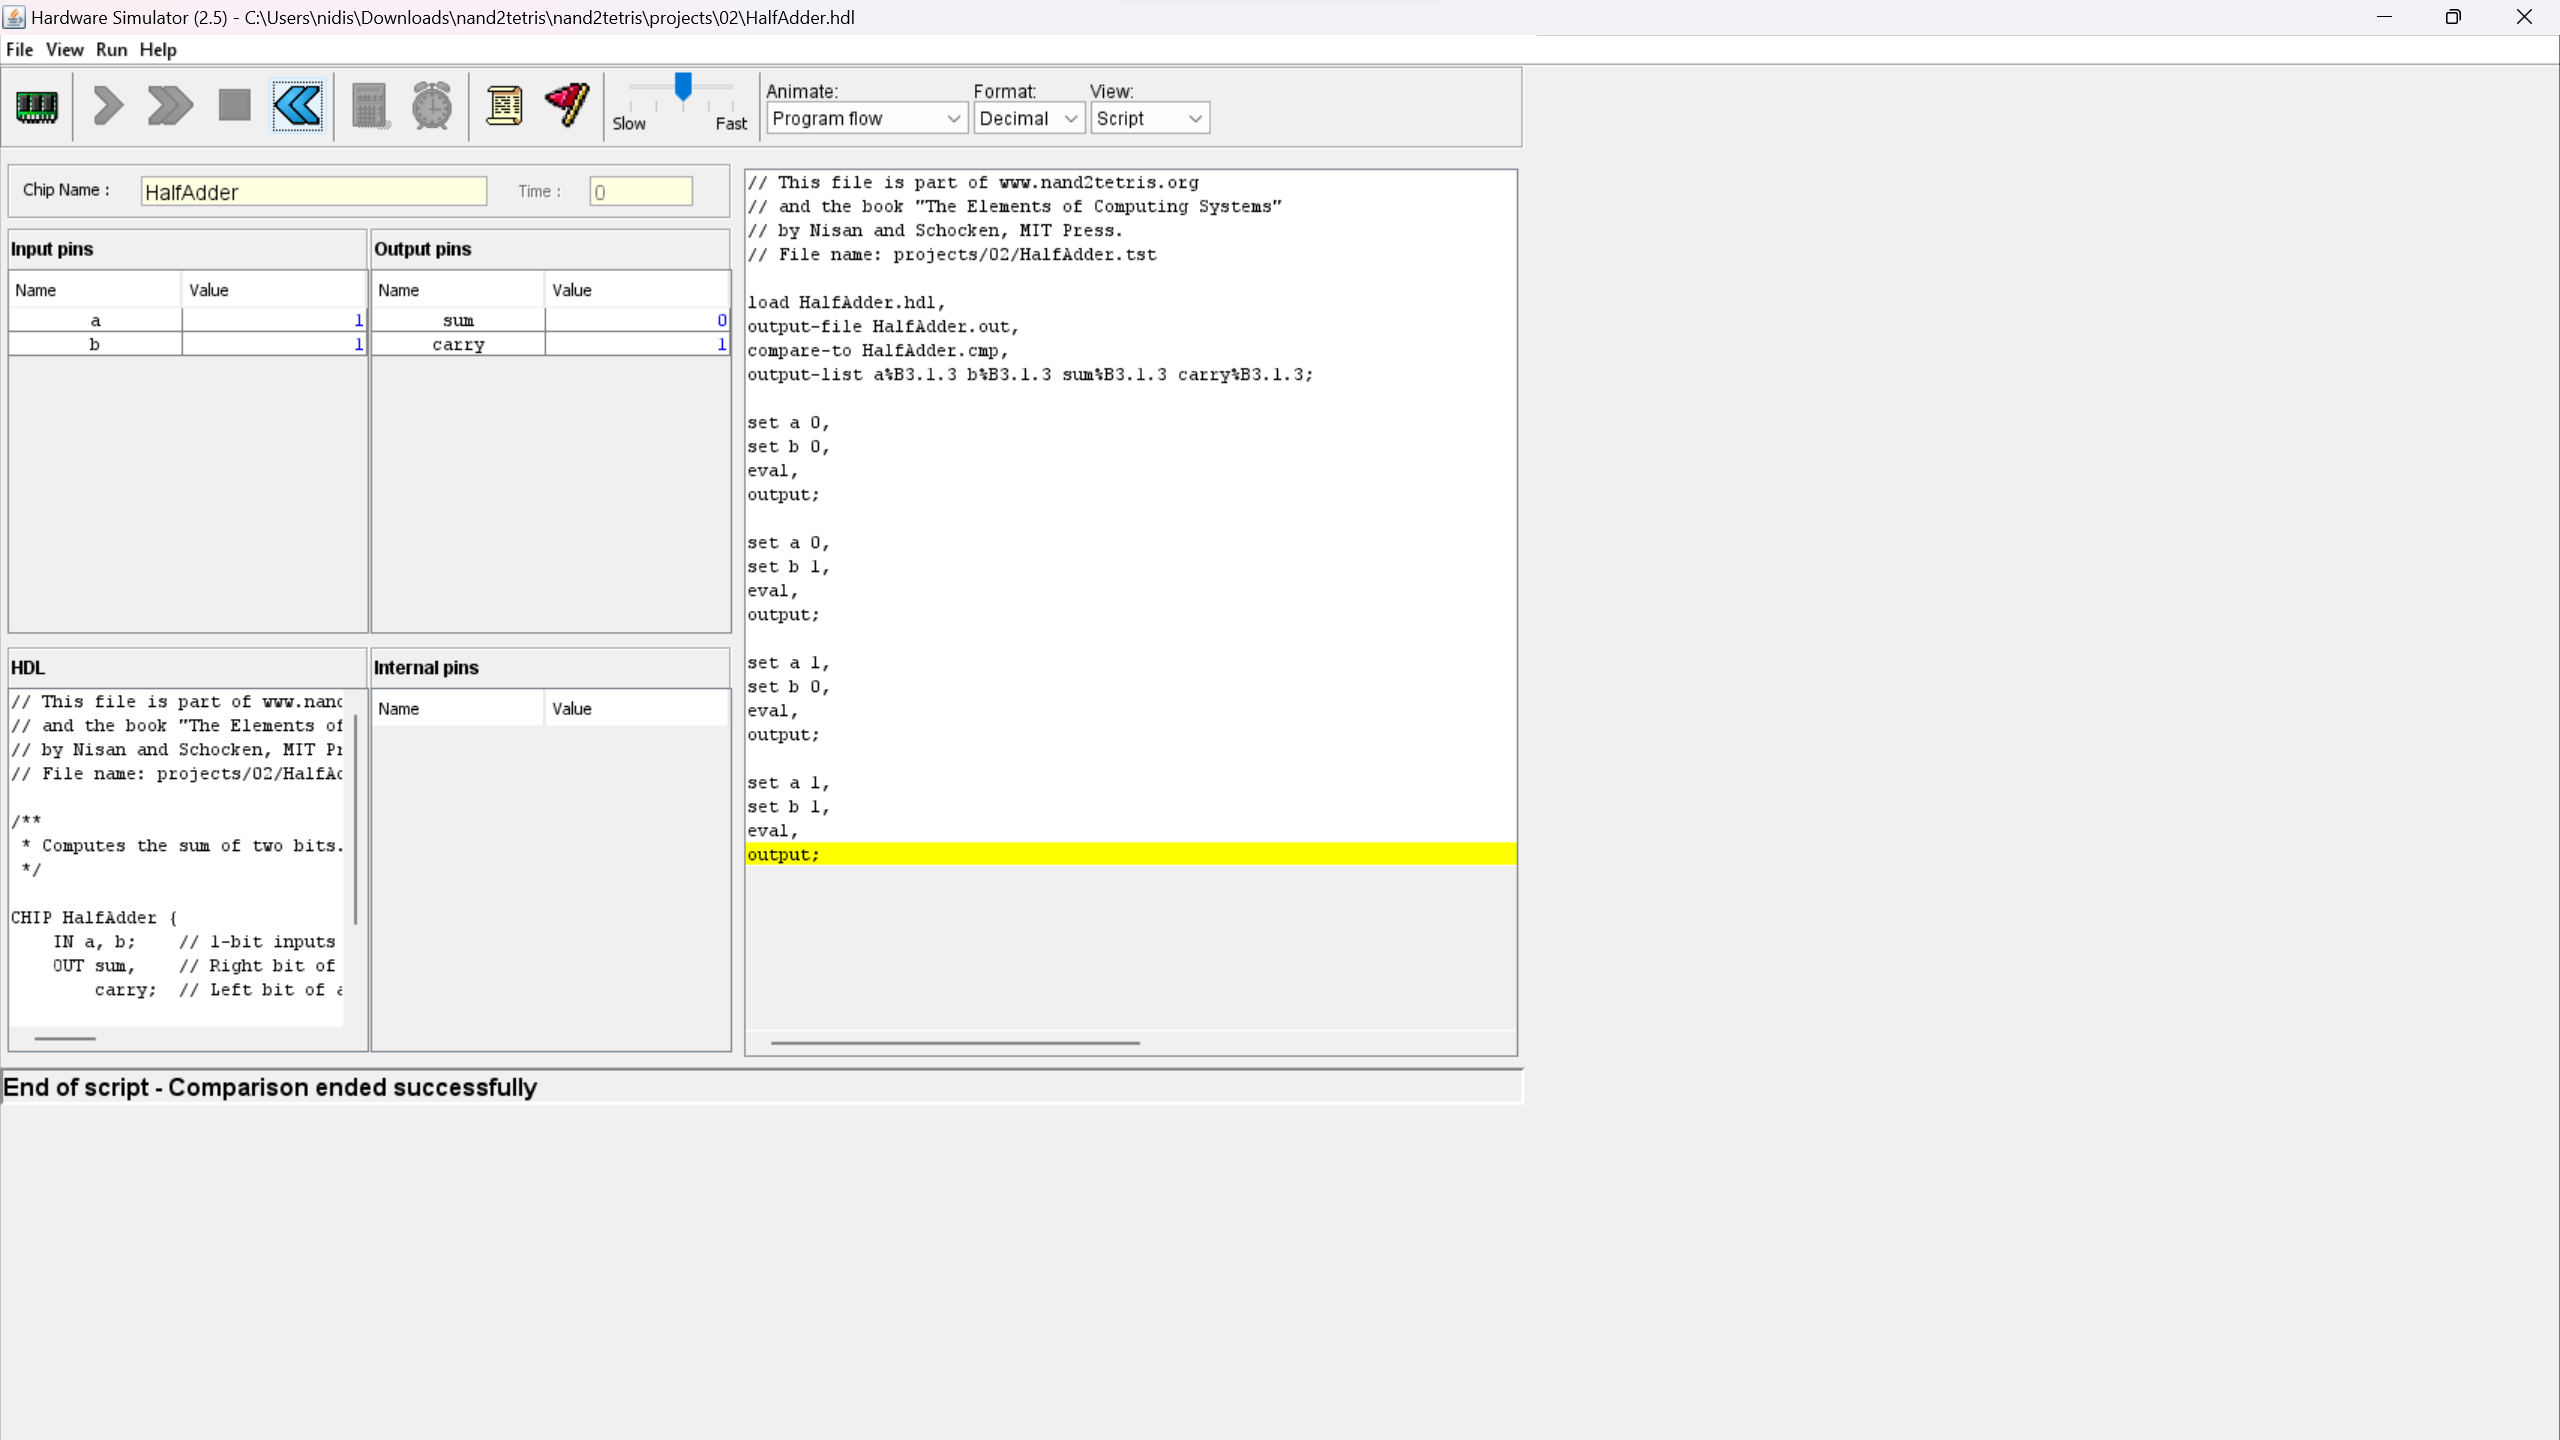 Hardware Simulator (2.5) - C:\Users\nidis\Downloads\nand2tetris\nand2tetris\projects\02\HalfAdder.hdl
File View Run Help
Slow Fast
Animate:
Program flow
Format:
Decimal
View:
Script
Chip Name :
HalfAdder
Time :
0
Input pins
Name Value
a 1
b 1
Output pins
Name Value
sum 0
carry 1
HDL
// This file is part of www.nand
// and the book "The Elements of
// by Nisan and Schocken, MIT Pr
// File name: projects/02/HalfAd
/**
* Computes the sum of two bits.
*/
CHIP HalfAdder {
IN a, b; // 1-bit inputs
OUT sum, // Right bit of
carry; // Left bit of a
Internal pins
Name Value
// This file is part of www.nand2tetris.org
// and the book "The Elements of Computing Systems"
// by Nisan and Schocken, MIT Press.
// File name: projects/02/HalfAdder.tst
load HalfAdder.hdl,
output-file HalfAdder.out,
compare-to HalfAdder.cmp,
output-list a%B3.1.3 b%B3.1.3 sum%B3.1.3 carry%B3.1.3;
set a 0,
set b 0,
eval,
output;
set a 0,
set b 1,
eval,
output;
set a 1,
set b 0,
eval,
output;
set a 1,
set b 1,
eval,
output;
End of script - Comparison ended successfully